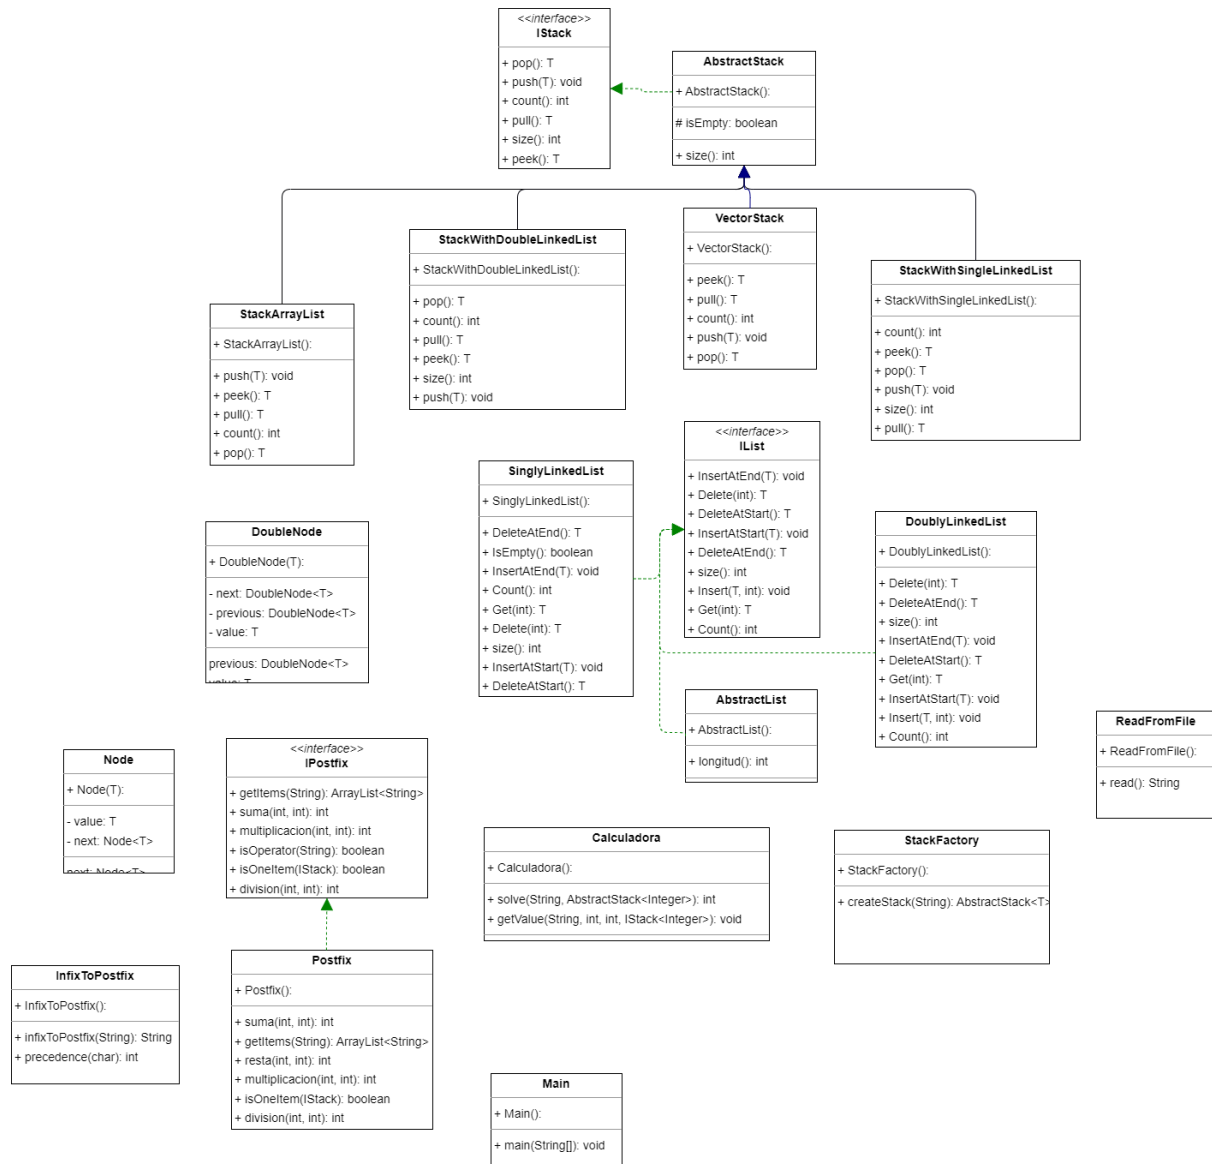 <<interface>>
IStack
+ pop(): T
+ push(T): void
+ count(): int
+ pull(): T
+ size(): int
+ peek(): T
AbstractStack
+ AbstractStack():
# isEmpty: boolean
+ size(): int
StackArrayList
+ StackArrayList():
+ push(T): void
+ peek(): T
+ pull(): T
+ count(): int
+ pop(): T
StackWithDoubleLinkedList
+ StackWithDoubleLinkedList():
+ pop(): T
+ count(): int
+ pull(): T
+ peek(): T
+ size(): int
+ push(T): void
VectorStack
+ VectorStack():
+ peek(): T
+ pull(): T
+ count(): int
+ push(T): void
+ pop(): T
StackWithSingleLinkedList
+ StackWithSingleLinkedList():
+ count(): int
+ peek(): T
+ pop(): T
+ push(T): void
+ size(): int
+ pull(): T
DoubleNode
+ DoubleNode(T):
- next: DoubleNode<T>
- previous: DoubleNode<T>
- value: T
previous: DoubleNode<T>
value: T
SinglyLinkedList
+ SinglyLinkedList():
+ DeleteAtEnd(): T
+ IsEmpty(): boolean
+ InsertAtEnd(T): void
+ Count(): int
+ Get(int): T
+ Delete(int): T
+ size(): int
+ InsertAtStart(T): void
+ DeleteAtStart(): T
<<interface>>
IList
+ InsertAtEnd(T): void
+ Delete(int): T
+ DeleteAtStart(): T
+ InsertAtStart(T): void
+ DeleteAtEnd(): T
+ size(): int
+ Insert(T, int): void
+ Get(int): T
+ Count(): int
DoublyLinkedList
+ DoublyLinkedList():
+ Delete(int): T
+ DeleteAtEnd(): T
+ size(): int
+ InsertAtEnd(T): void
+ DeleteAtStart(): T
+ Get(int): T
+ InsertAtStart(T): void
+ Insert(T, int): void
+ Count(): int
AbstractList
+ AbstractList():
+ longitud(): int
ReadFromFile
+ ReadFromFile():
+ read(): String
Node
+ Node(T):
- value: T
- next: Node<T>
next: Node<T>
<<interface>>
IPostfix
+ getItems(String): ArrayList<String>
+ suma(int, int): int
+ multiplicacion(int, int): int
+ isOperator(String): boolean
+ isOneItem(IStack): boolean
+ division(int, int): int
Calculadora
+ Calculadora():
+ solve(String, AbstractStack<Integer>): int
+ getValue(String, int, int, IStack<Integer>): void
StackFactory
+ StackFactory():
+ createStack(String): AbstractStack<T>
InfixToPostfix
+ InfixToPostfix():
+ infixToPostfix(String): String
+ precedence(char): int
Postfix
+ Postfix():
+ suma(int, int): int
+ getItems(String): ArrayList<String>
+ resta(int, int): int
+ multiplicacion(int, int): int
+ isOneItem(IStack): boolean
+ division(int, int): int
Main
+ Main():
+ main(String[]): void